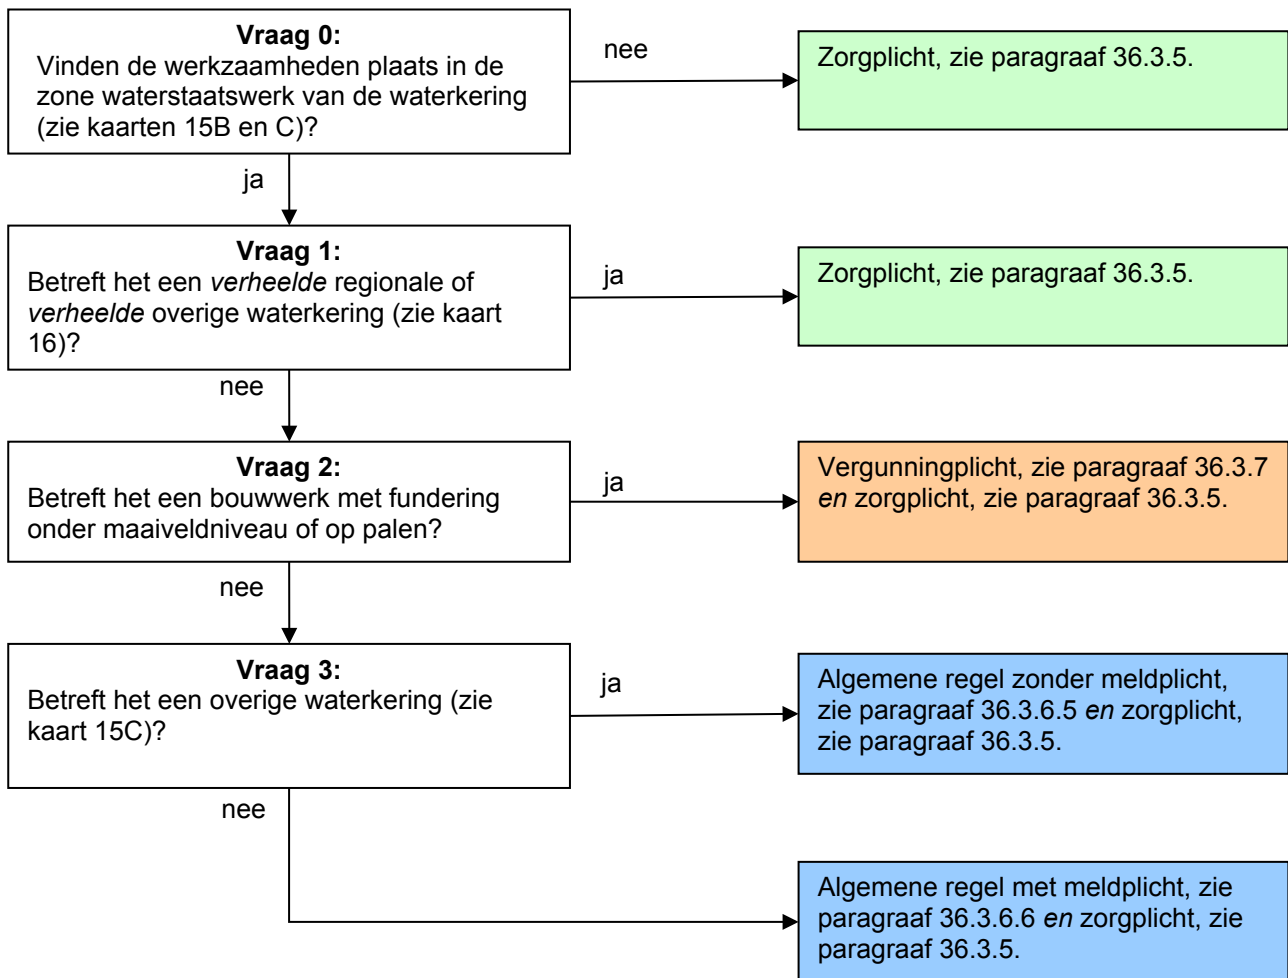 Vraag 0:
Vinden de werkzaamheden plaats in de
zone waterstaatswerk van de waterkering
(zie kaarten 15B en C)?
nee
Zorgplicht, zie paragraaf 36.3.5.
ja
Vraag 1:
Betreft het een verheelde regionale of
verheelde overige waterkering (zie kaart
16)?
ja
Zorgplicht, zie paragraaf 36.3.5.
nee
Vraag 2:
Betreft het een bouwwerk met fundering
onder maaiveldniveau of op palen?
ja
Vergunningplicht, zie paragraaf 36.3.7
en zorgplicht, zie paragraaf 36.3.5.
nee
Vraag 3:
Betreft het een overige waterkering (zie
kaart 15C)?
ja
Algemene regel zonder meldplicht,
zie paragraaf 36.3.6.5 en zorgplicht,
zie paragraaf 36.3.5.
nee
Algemene regel met meldplicht, zie
paragraaf 36.3.6.6 en zorgplicht, zie
paragraaf 36.3.5.